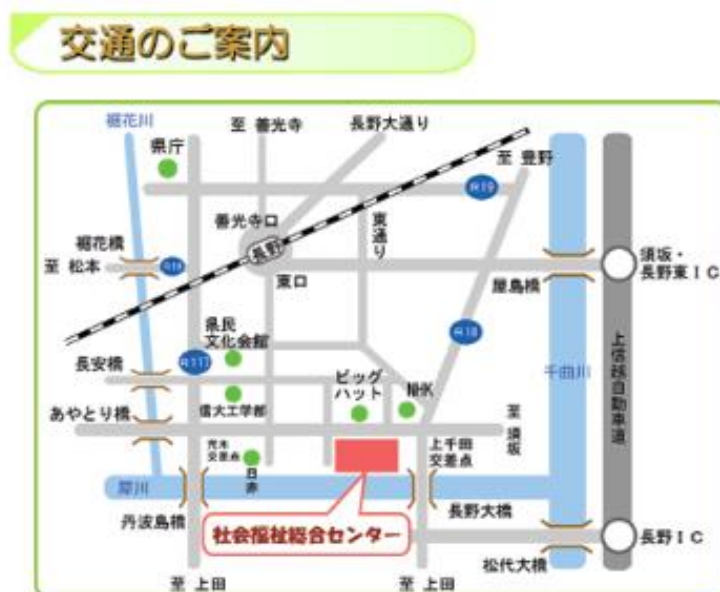 交通のご案内
裾花川
至 善光寺
長野大通り
県庁
至 豊野
R19
善光寺口
東通り
裾花橋
長野
須坂・
長野東IC
至 松本
R19
東口
屋島橋
県民
文化会館
R18
上信越自動車道
長安橋
R117
ビッグ
ハット
NHK
千曲川
あやとり橋
信大工学部
至 須坂
荒木
交差点
日赤
上千田
交差点
犀川
丹波島橋
社会福祉総合センター
長野大橋
長野IC
松代大橋
至 上田
至 上田